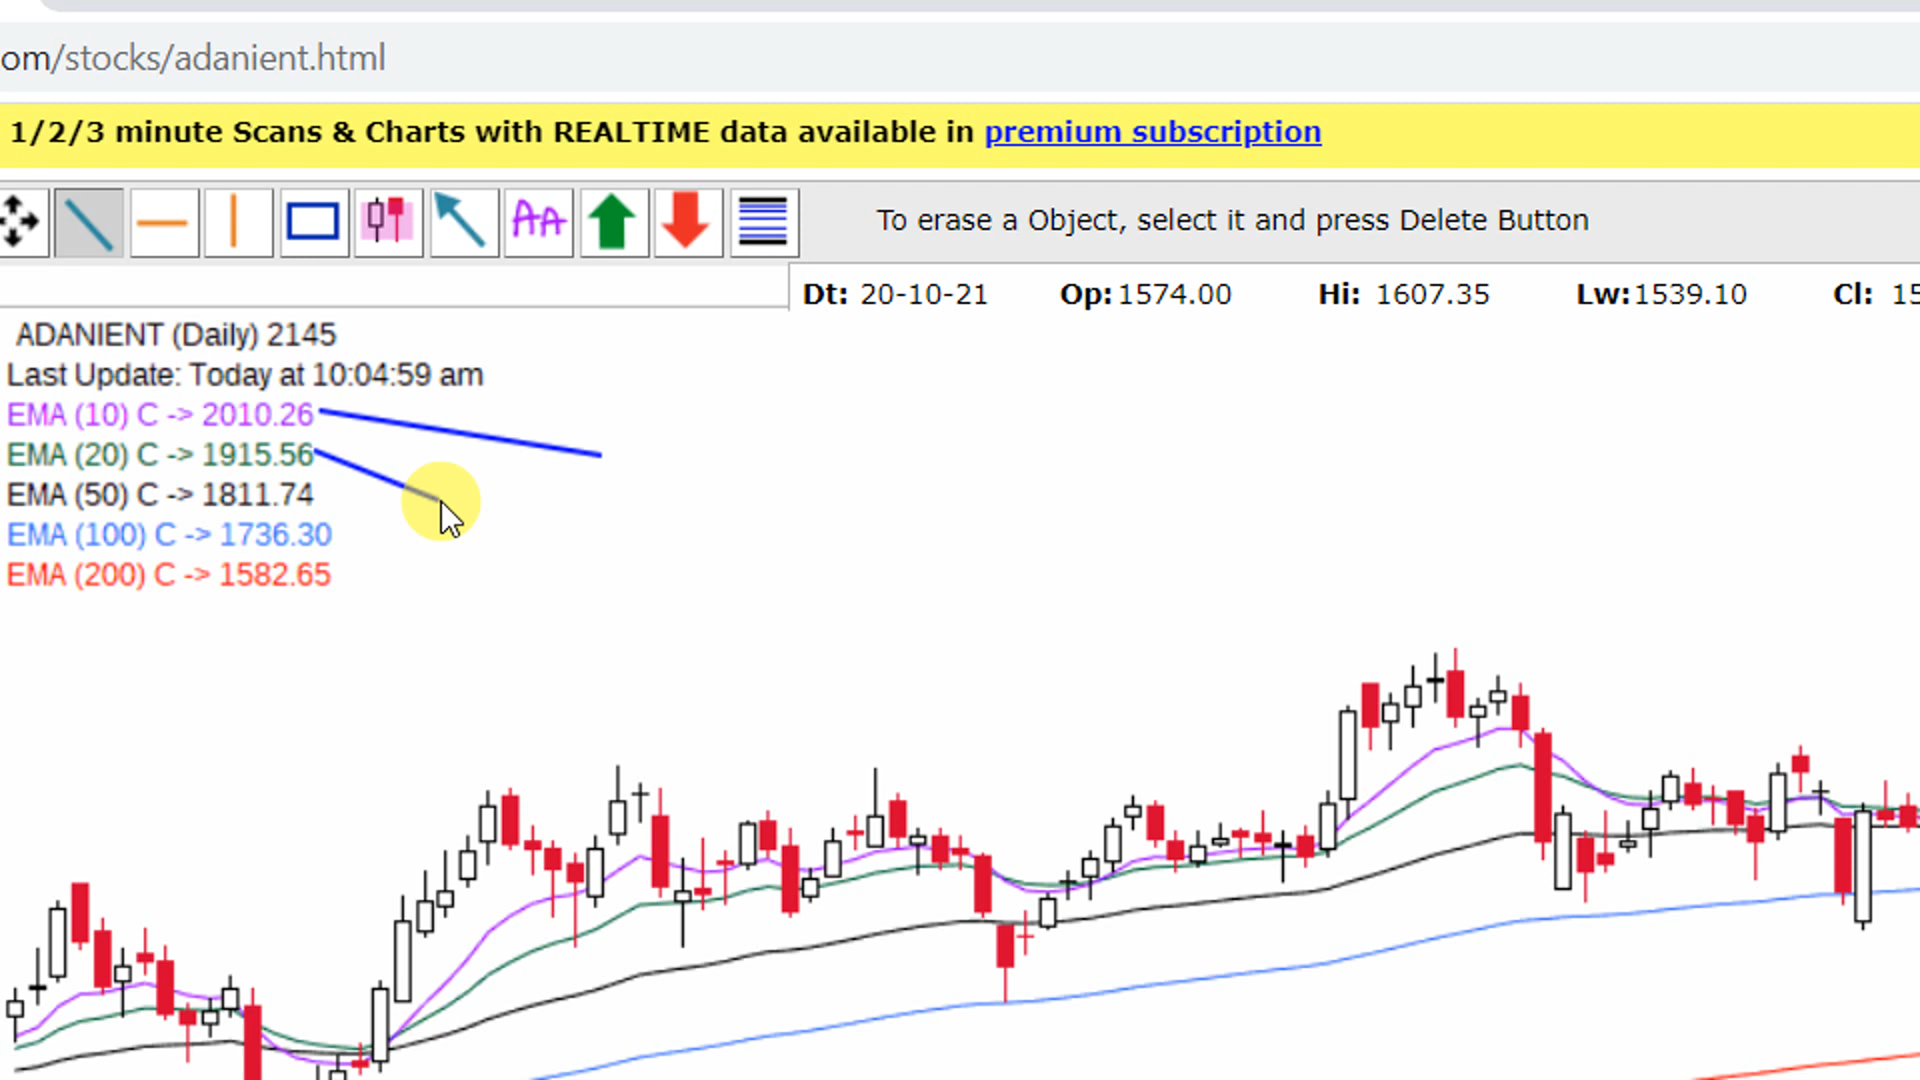 om/stocks/adanient.html
1/2/3 minute Scans & Charts with REALTIME data available in premium subscription
AA
To erase a Object, select it and press Delete Button
Dt: 20-10-21 Op: 1574.00 Hi: 1607.35 Lw: 1539.10 Cl: 15
ADANIENT (Daily) 2145
Last Update: Today at 10:04:59 am
EMA (10) C -> 2010.26
EMA (20) C -> 1915.56
EMA (50) C -> 1811.74
EMA (100) C -> 1736.30
EMA (200) C -> 1582.65